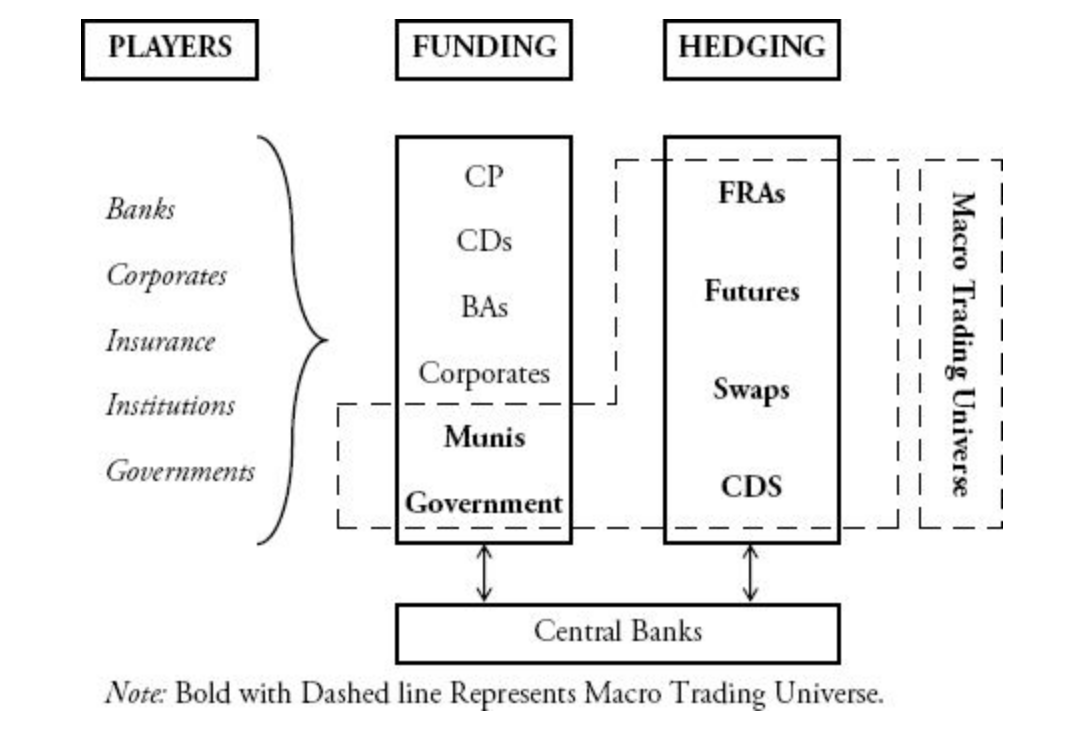 PLAYERS
FUNDING
HEDGING
Banks
Corporates
Insurance
Institutions
Governments
CP
CDs
BAs
Corporates
Munis
Government
FRAs
Futures
Swaps
CDS
Macro Trading Universe
Central Banks
Note: Bold with Dashed line Represents Macro Trading Universe.